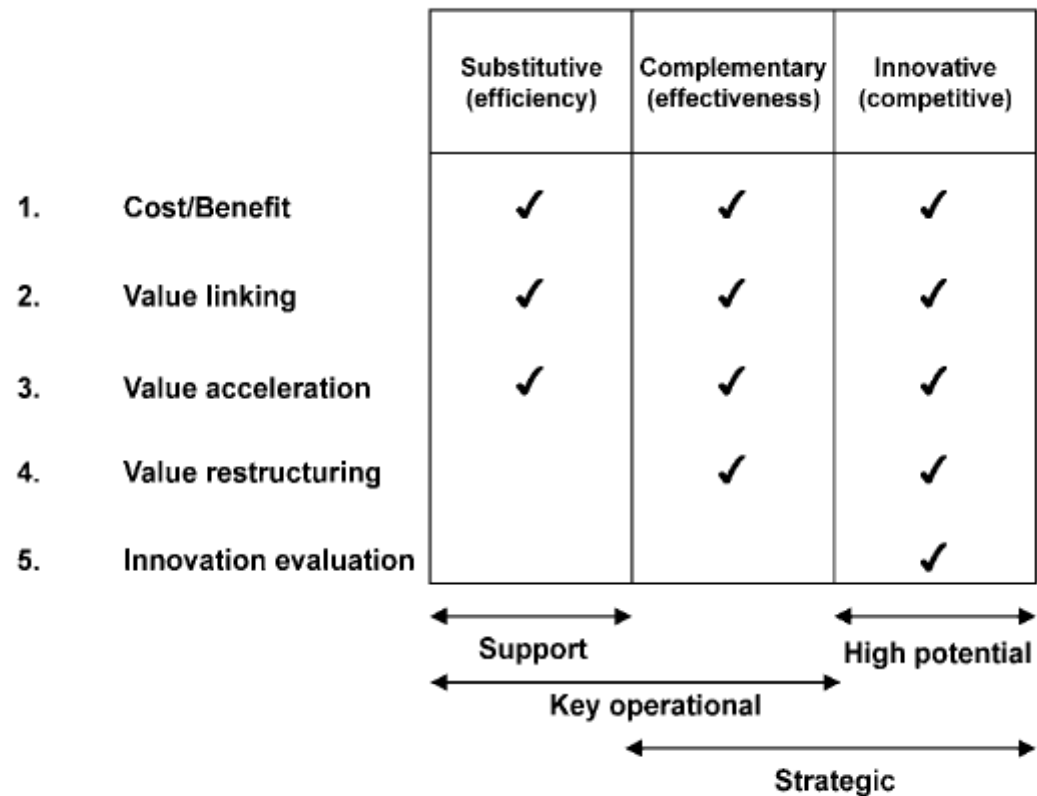 Substitutive
(efficiency)
Complementary
(effectiveness)
Innovative
(competitive)
1. Cost/Benefit ✓ ✓ ✓
2. Value linking ✓ ✓ ✓
3. Value acceleration ✓ ✓ ✓
4. Value restructuring ✓ ✓
5. Innovation evaluation ✓
Support
High potential
Key operational
Strategic